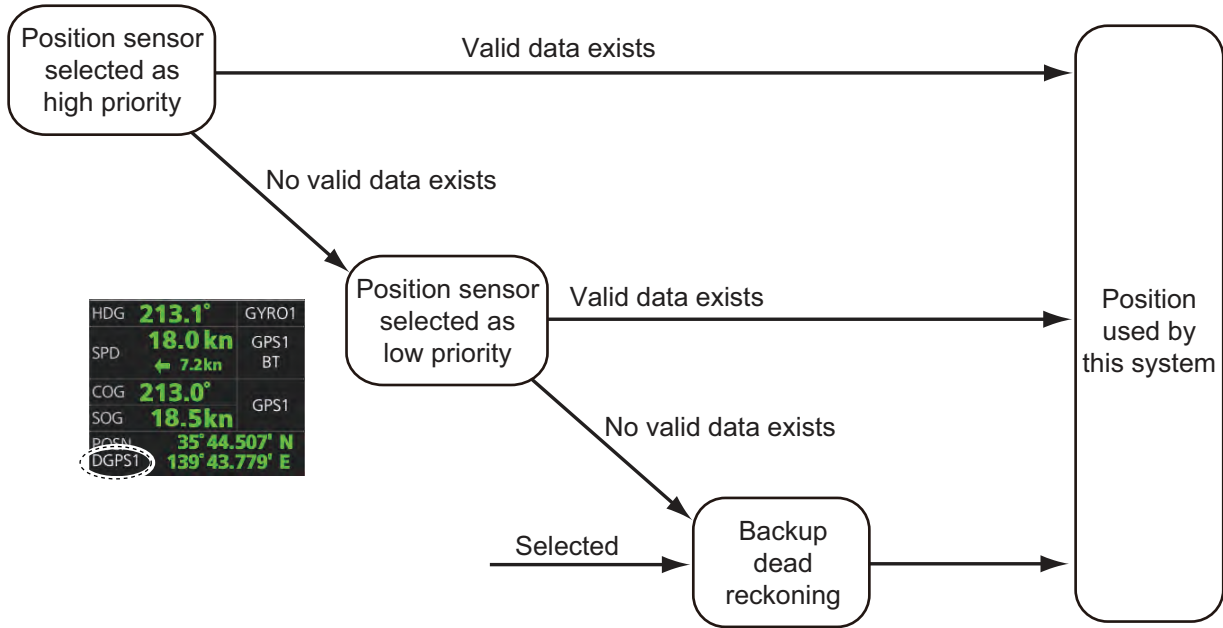 Position sensor
selected as
high priority
Valid data exists
No valid data exists
Position sensor
selected as
low priority
Valid data exists
Position
used by
this system
HDG 213.1° GYRO1
SPD 18.0 kn GPS1
7.2kn BT
COG 213.0°
GPS1
SOG 18.5kn
POSN 35°44.507' N
DGPS1 139°43.779' E
No valid data exists
Selected
Backup
dead
reckoning